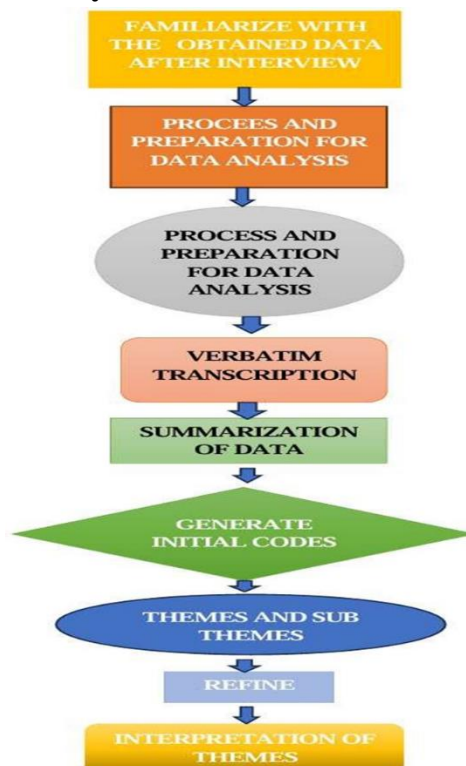 FAMILIARIZE WITH
THE OBTAINED DATA
AFTER INTERVIEW
PROCEES AND
PREPARATION FOR
DATA ANALYSIS
PROCESS AND
PREPARATION
FOR DATA
ANALYSIS
VERBATIM
TRANSCRIPTION
SUMMARIZATION
OF DATA
GENERATE
INITIAL CODES
THEMES AND SUB
THEMES
REFINE
INTERPRETATION OF
THEMES